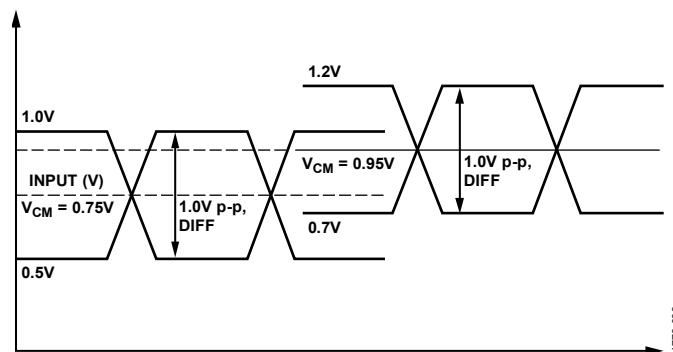 1.2V
1.0V
V_CM = 0.95V
1.0V p-p,
DIFF
INPUT (V)
V_CM = 0.75V
1.0V p-p,
DIFF
0.7V
0.5V